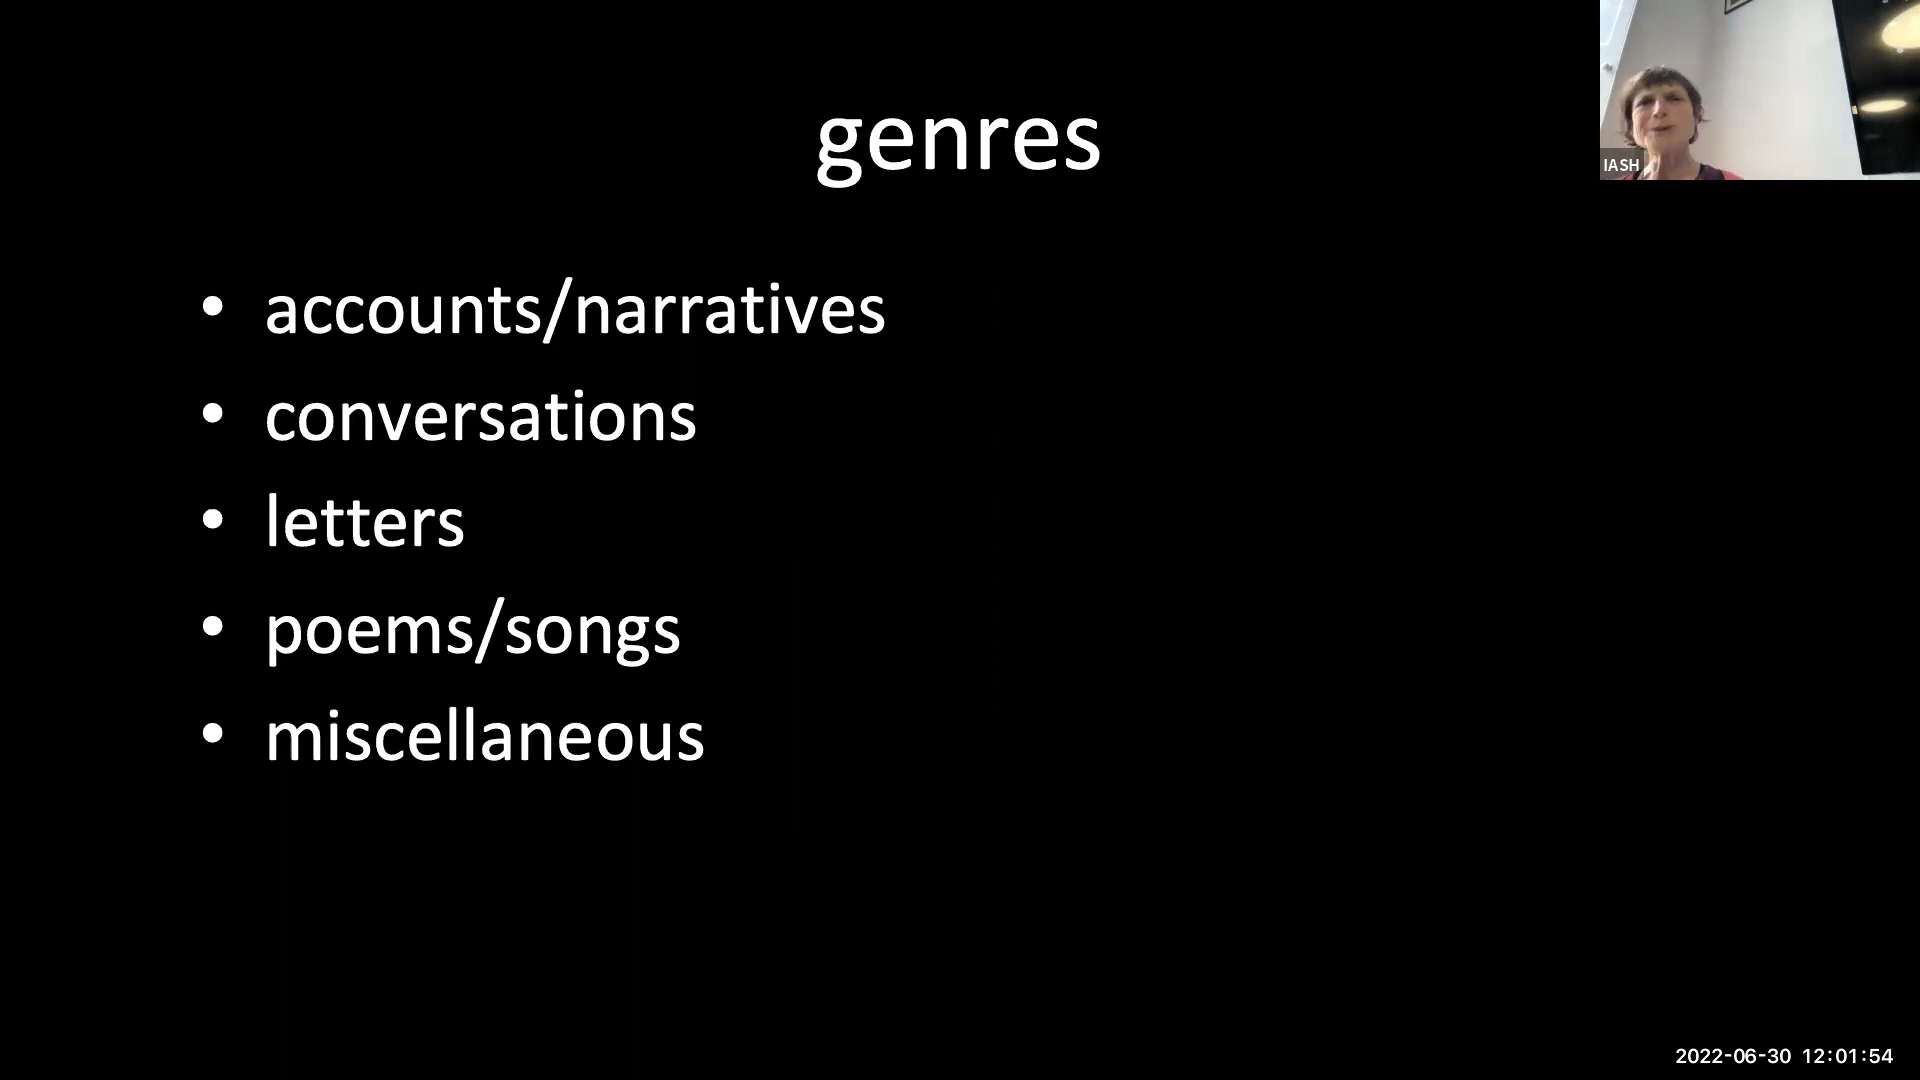 genres
IASH
• accounts/narratives
• conversations
• letters
• poems/songs
• miscellaneous
2022-06-30 12:01:54